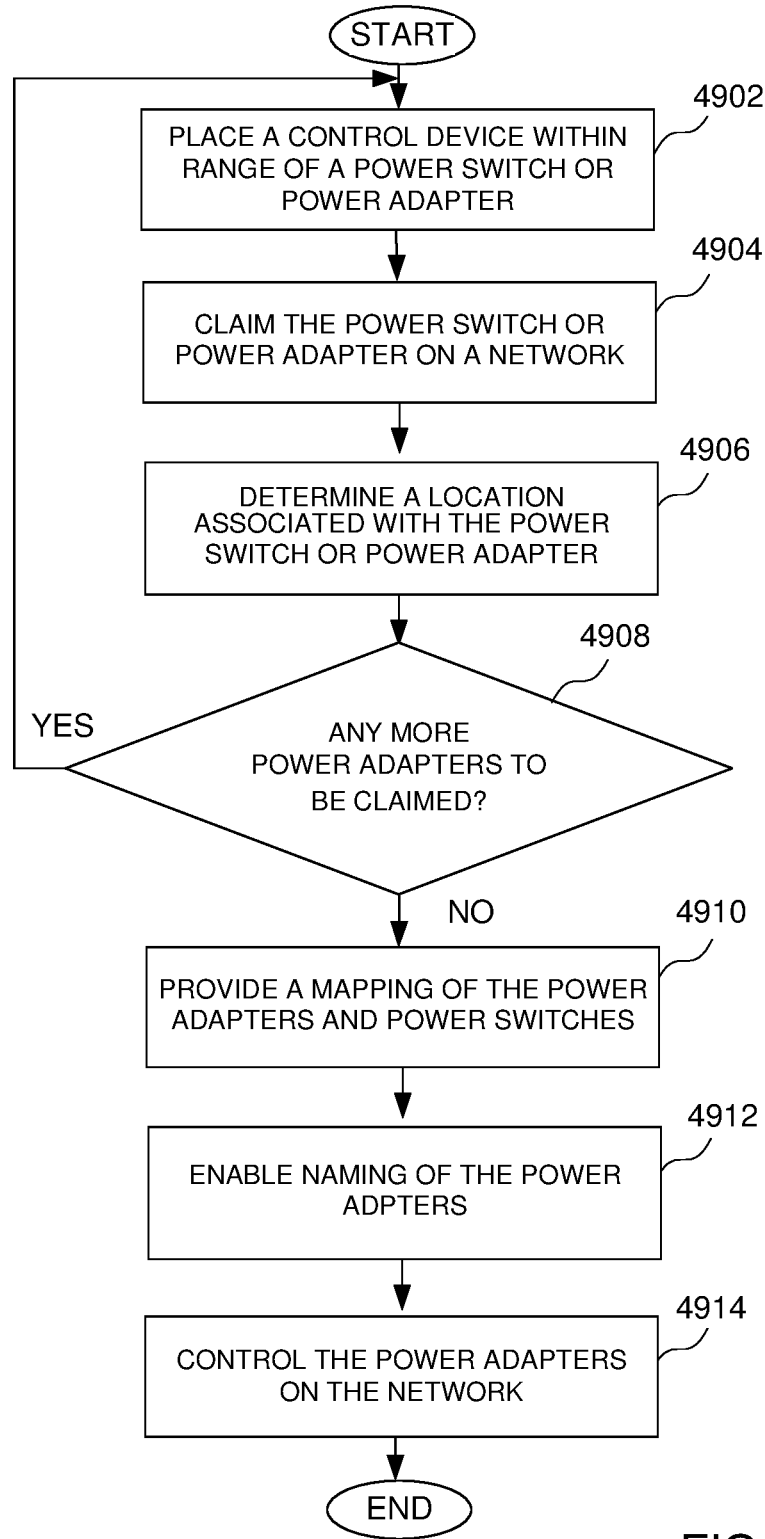 START
4902
PLACE A CONTROL DEVICE WITHIN
RANGE OF A POWER SWITCH OR
POWER ADAPTER
4904
CLAIM THE POWER SWITCH OR
POWER ADAPTER ON A NETWORK
4906
DETERMINE A LOCATION
ASSOCIATED WITH THE POWER
SWITCH OR POWER ADAPTER
4908
YES
ANY MORE
POWER ADAPTERS TO
BE CLAIMED?
NO
4910
PROVIDE A MAPPING OF THE POWER
ADAPTERS AND POWER SWITCHES
4912
ENABLE NAMING OF THE POWER
ADPTERS
4914
CONTROL THE POWER ADAPTERS
ON THE NETWORK
END